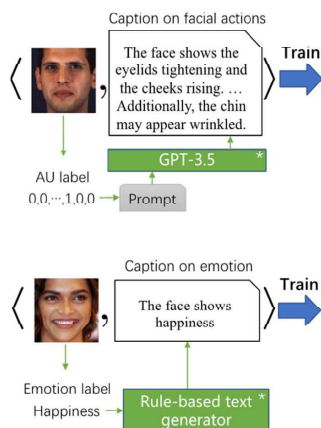 Caption on facial actions
The face shows the
eyelids tightening and
the cheeks rising. …
Additionally, the chin
may appear wrinkled.
Train
GPT-3.5 *
AU label
0,0,⋯,1,0,0
Prompt
Caption on emotion
The face shows
happiness
Train
Emotion label
Happiness
Rule-based text *
generator